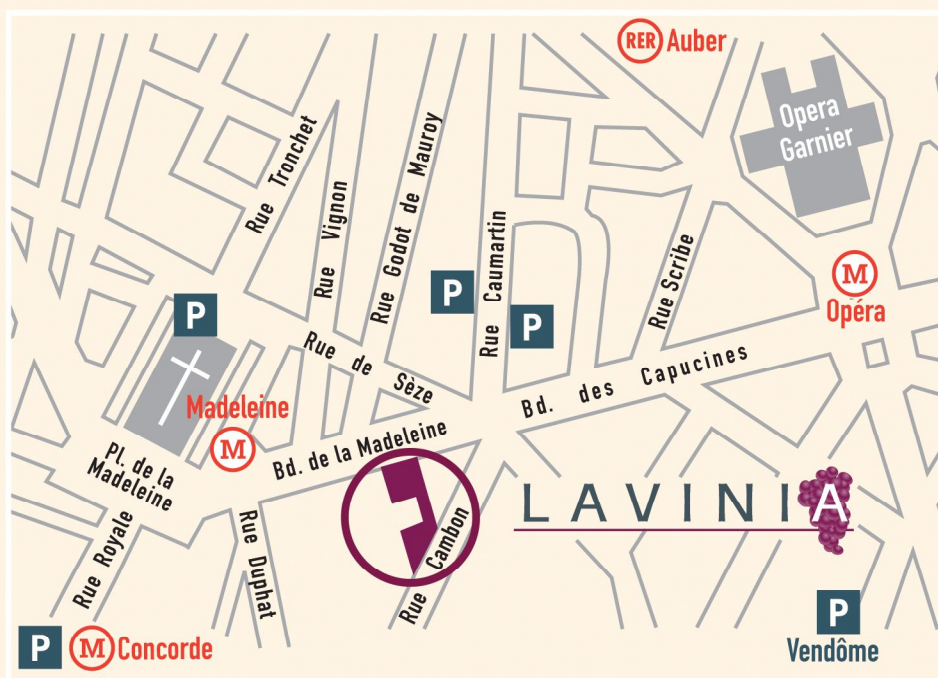 RER Auber
Opera
Garnier
Rue Tronchet
Rue Vignon
Rue Godot de Mauroy
Rue Caumartin
Rue Scribe
M
Opéra
P
P
P
Rue de Sèze
Bd. des Capucines
Madeleine
M
Bd. de la Madeleine
Pl. de la
Madeleine
LAVINIA
Rue Royale
Rue Duphat
Rue Cambon
P M Concorde
P
Vendôme